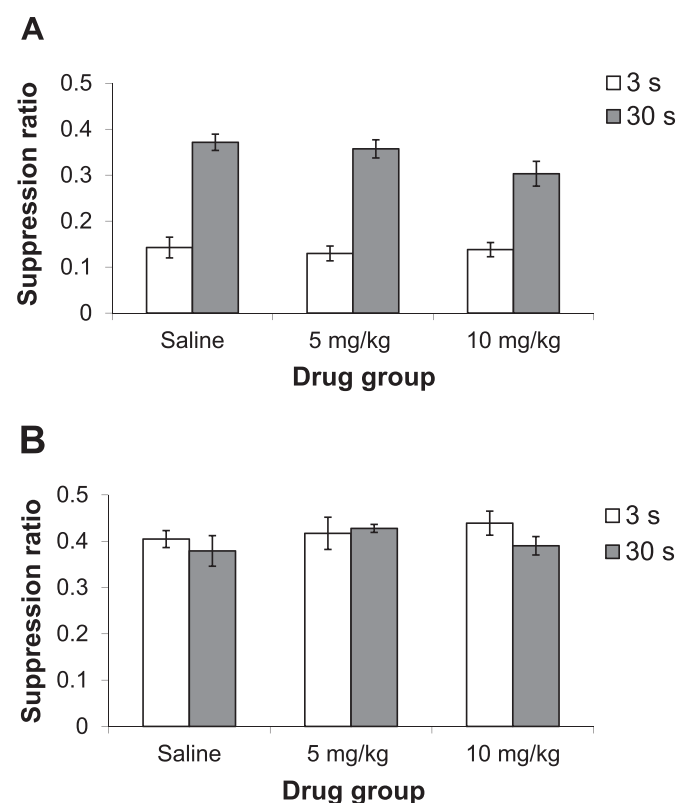 A
0.5
0.4
0.3
0.2
0.1
0
Suppression ratio
3 s
30 s
Saline 5 mg/kg 10 mg/kg
Drug group
B
0.5
0.4
0.3
0.2
0.1
0
Suppression ratio
3 s
30 s
Saline 5 mg/kg 10 mg/kg
Drug group